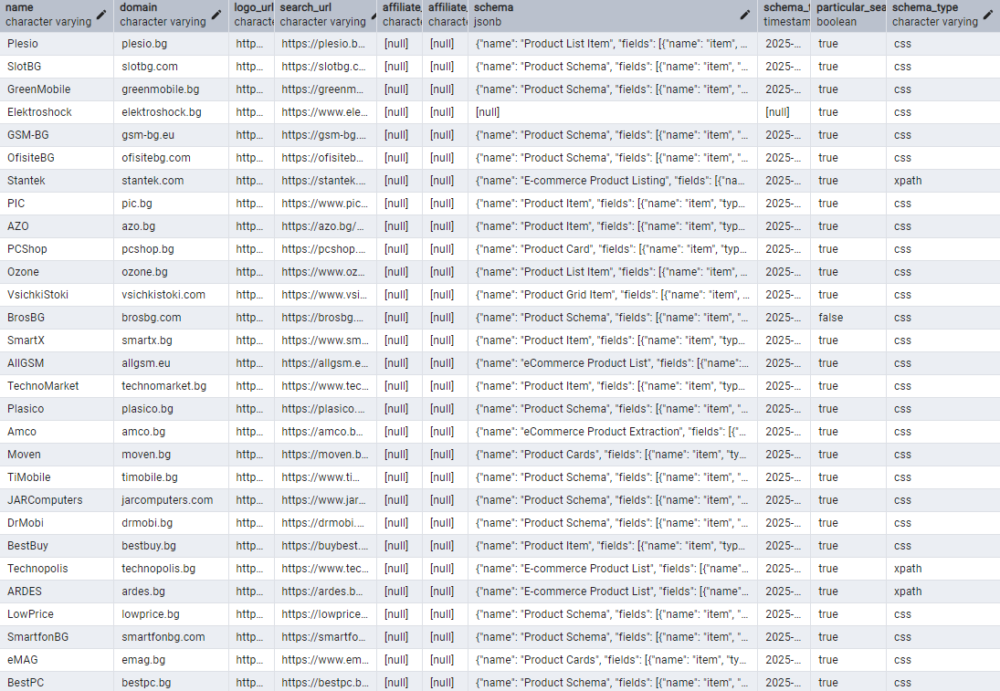 name domain logo_url search_url affiliate_ affiliate_ schema schema_t particular_sea schema_type
character varying character varying characte character varying characte characte jsonb timestam boolean character varying
Plesio plesio.bg http... https://plesio.b... [null] [null] {"name": "Product List Item", "fields": [{"name": "item", ... 2025-... true css
SlotBG slotbg.com http... https://slotbg.c... [null] [null] {"name": "Product Schema", "fields": [{"name": "item", "... 2025-... true css
GreenMobile greenmobile.bg http... https://greenm... [null] [null] {"name": "Product Schema", "fields": [{"name": "item", "... 2025-... true css
Elektroshock elektroshock.bg http... https://www.ele... [null] [null] [null] [null] true css
GSM-BG gsm-bg.eu http... https://gsm-bg.... [null] [null] {"name": "Product Schema", "fields": [{"name": "item", "... 2025-... true css
OfisiteBG ofisitebg.com http... https://ofisiteb... [null] [null] {"name": "Product Schema", "fields": [{"name": "item", "... 2025-... true css
Stantek stantek.com http... https://stantek.... [null] [null] {"name": "E-commerce Product Listing", "fields": [{"na... 2025-... true xpath
PIC pic.bg http... https://www.pic... [null] [null] {"name": "Product Item", "fields": [{"name": "item", "typ... 2025-... true css
AZO azo.bg http... https://azo.bg/... [null] [null] {"name": "Product Item", "fields": [{"name": "item", "typ... 2025-... true css
PCShop pcshop.bg http... https://pcshop.... [null] [null] {"name": "Product Card", "fields": [{"name": "item", "typ... 2025-... true css
Ozone ozone.bg http... https://www.oz... [null] [null] {"name": "Product List Item", "fields": [{"name": "item", ... 2025-... true css
VsichkiStoki vsichkistoki.com http... https://www.vsi... [null] [null] {"name": "Product Grid Item", "fields": [{"name": "item", ... 2025-... true css
BrosBG brosbg.com http... https://brosbg.... [null] [null] {"name": "Product Schema", "fields": [{"name": "item", "... 2025-... false css
SmartX smartx.bg http... https://www.sm... [null] [null] {"name": "Product Item", "fields": [{"name": "item", "typ... 2025-... true css
AllGSM allgsm.eu http... https://allgsm.e... [null] [null] {"name": "eCommerce Product List", "fields": [{"name":... 2025-... true css
TechnoMarket technomarket.bg http... https://www.tec... [null] [null] {"name": "Product Item", "fields": [{"name": "item", "typ... 2025-... true css
Plasico plasico.bg http... https://plasico.... [null] [null] {"name": "Product Schema", "fields": [{"name": "item", "... 2025-... true css
Amco amco.bg http... https://amco.b... [null] [null] {"name": "eCommerce Product Extraction", "fields": [{"... 2025-... true css
Moven moven.bg http... https://moven.b... [null] [null] {"name": "Product Cards", "fields": [{"name": "item", "ty... 2025-... true css
TiMobile timobile.bg http... https://www.ti... [null] [null] {"name": "Product Schema", "fields": [{"name": "item", "... 2025-... true css
JARComputers jarcomputers.com http... https://www.jar... [null] [null] {"name": "Product Schema", "fields": [{"name": "item", "... 2025-... true css
DrMobi drmobi.bg http... https://drmobi.... [null] [null] {"name": "Product Schema", "fields": [{"name": "item", "... 2025-... true css
BestBuy bestbuy.bg http... https://buybest.... [null] [null] {"name": "Product Item", "fields": [{"name": "item", "typ... 2025-... true css
Technopolis technopolis.bg http... https://www.tec... [null] [null] {"name": "E-commerce Product List", "fields": [{"name"... 2025-... true xpath
ARDES ardes.bg http... https://ardes.b... [null] [null] {"name": "E-commerce Product List", "fields": [{"name"... 2025-... true xpath
LowPrice lowprice.bg http... https://lowprice... [null] [null] {"name": "Product Schema", "fields": [{"name": "item", "... 2025-... true css
SmartfonBG smartfonbg.com http... https://smartfo... [null] [null] {"name": "Product Schema", "fields": [{"name": "item", "... 2025-... true css
eMAG emag.bg http... https://www.em... [null] [null] {"name": "Product Cards", "fields": [{"name": "item", "ty... 2025-... true css
BestPC bestpc.bg http... https://bestpc.b... [null] [null] {"name": "Product Schema", "fields": [{"name": "item", "... 2025-... true css